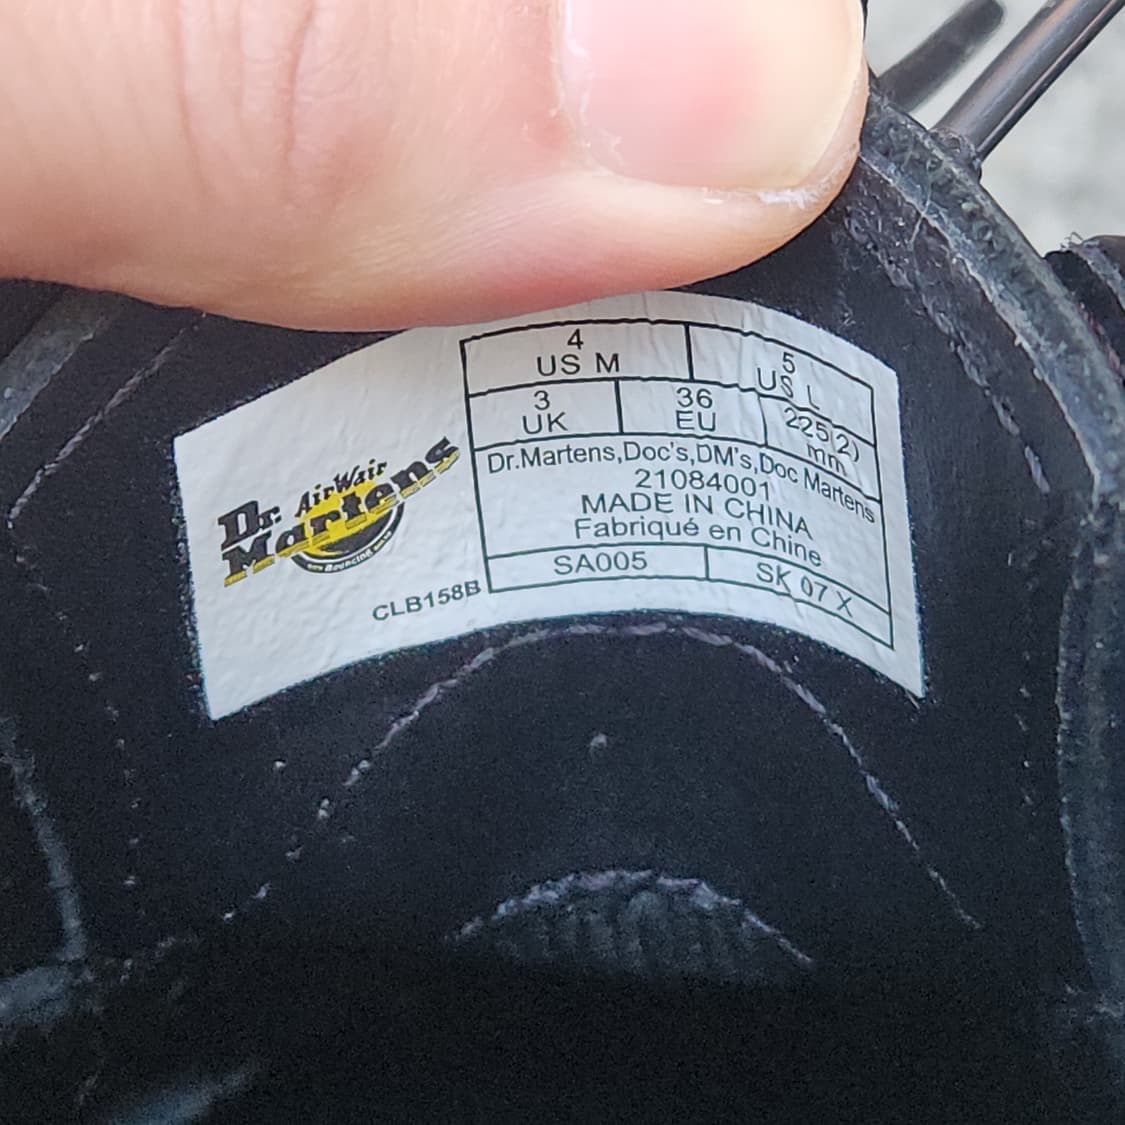 Dr. AirWair
Martens
CLB158B
4
US M
5
US L
3
UK
36
EU
225(2)
mm
Dr.Martens,Doc's,DM's,Doc Martens
21084001
MADE IN CHINA
Fabriqué en Chine
SA005
SK 07 X